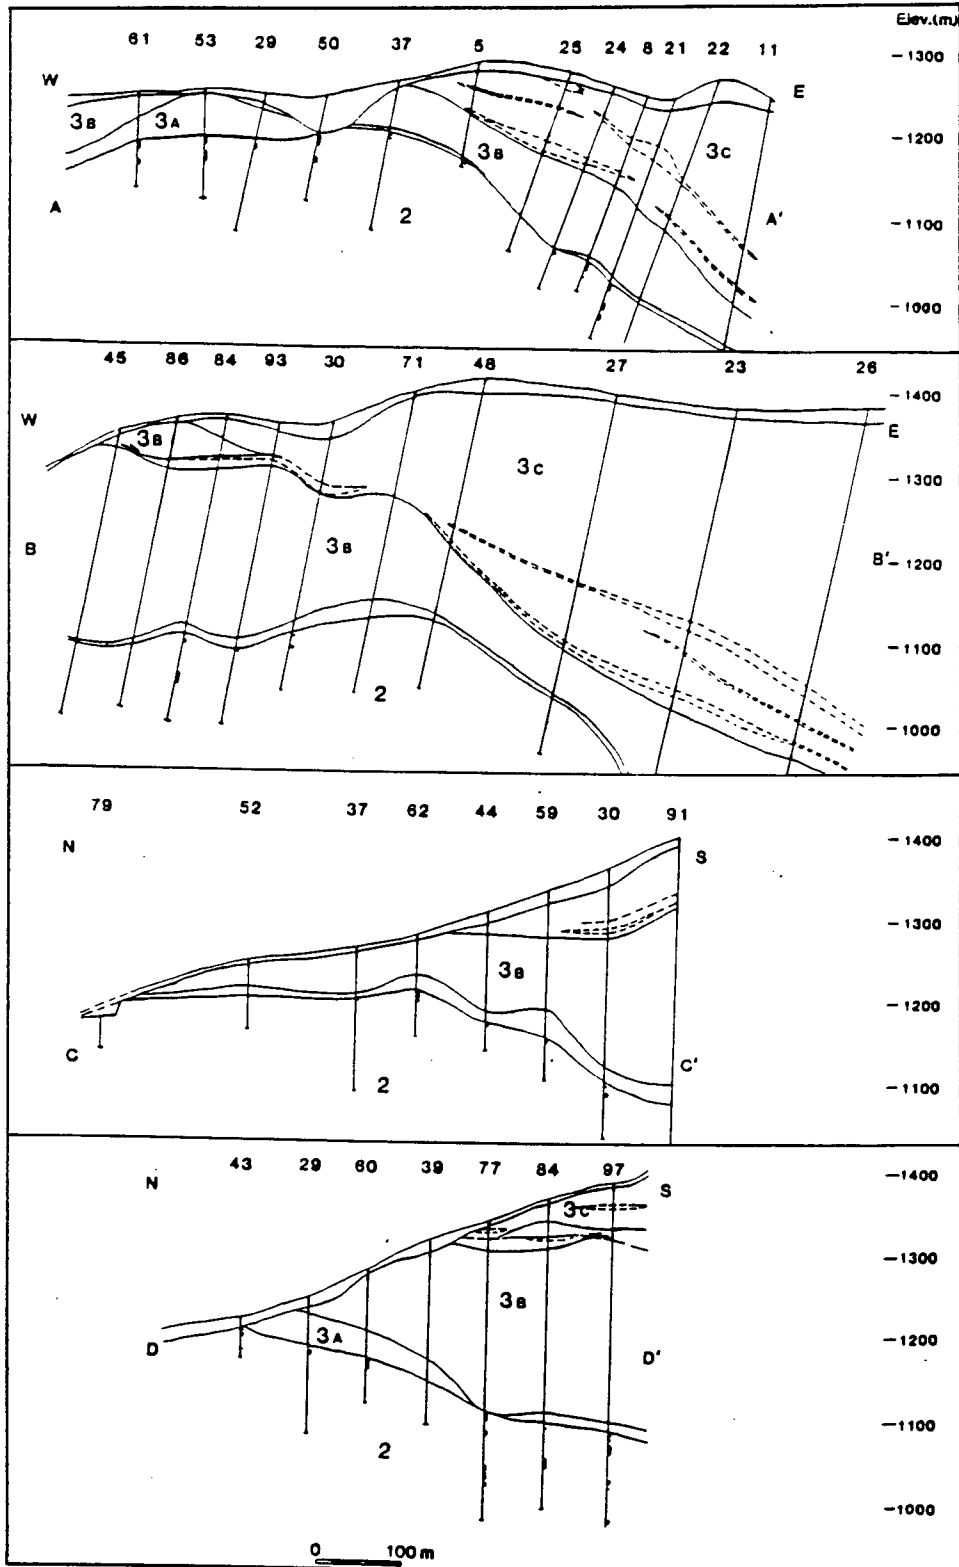 Elev.(m)
61 53 29 50 37 5 25 24 8 21 22 11
-1300
W E
3B 3A 3B 3C
-1200
A 2 A'
-1100
-1000
45 86 84 93 30 71 48 27 23 26
-1400
W E
3B
3C
-1300
B 3B B'
-1200
-1100
2
-1000
79 52 37 62 44 59 30 91
N S
-1400
-1300
3B
-1200
C 2 C'
-1100
43 29 60 39 77 84 97
N S
-1400
3C
-1300
3B
3A
-1200
D D'
-1100
2
-1000
0 100 m